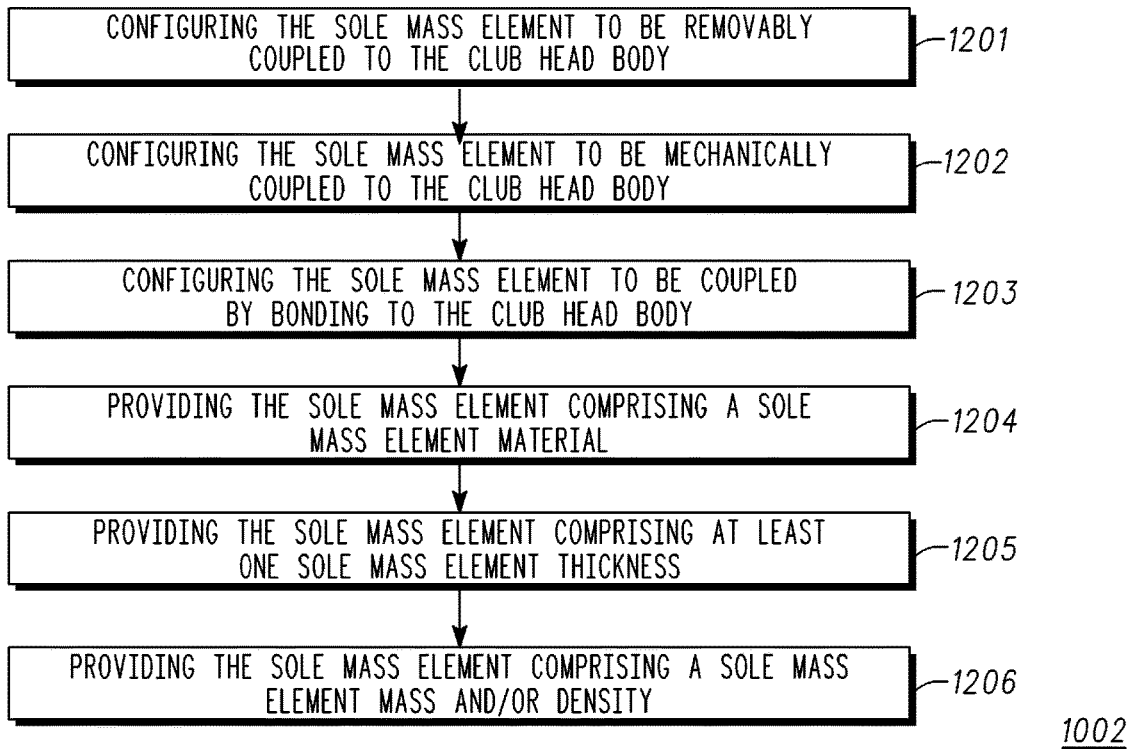 CONFIGURING THE SOLE MASS ELEMENT TO BE REMOVABLY
COUPLED TO THE CLUB HEAD BODY
1201
CONFIGURING THE SOLE MASS ELEMENT TO BE MECHANICALLY
COUPLED TO THE CLUB HEAD BODY
1202
CONFIGURING THE SOLE MASS ELEMENT TO BE COUPLED
BY BONDING TO THE CLUB HEAD BODY
1203
PROVIDING THE SOLE MASS ELEMENT COMPRISING A SOLE
MASS ELEMENT MATERIAL
1204
PROVIDING THE SOLE MASS ELEMENT COMPRISING AT LEAST
ONE SOLE MASS ELEMENT THICKNESS
1205
PROVIDING THE SOLE MASS ELEMENT COMPRISING A SOLE MASS
ELEMENT MASS AND/OR DENSITY
1206
1002